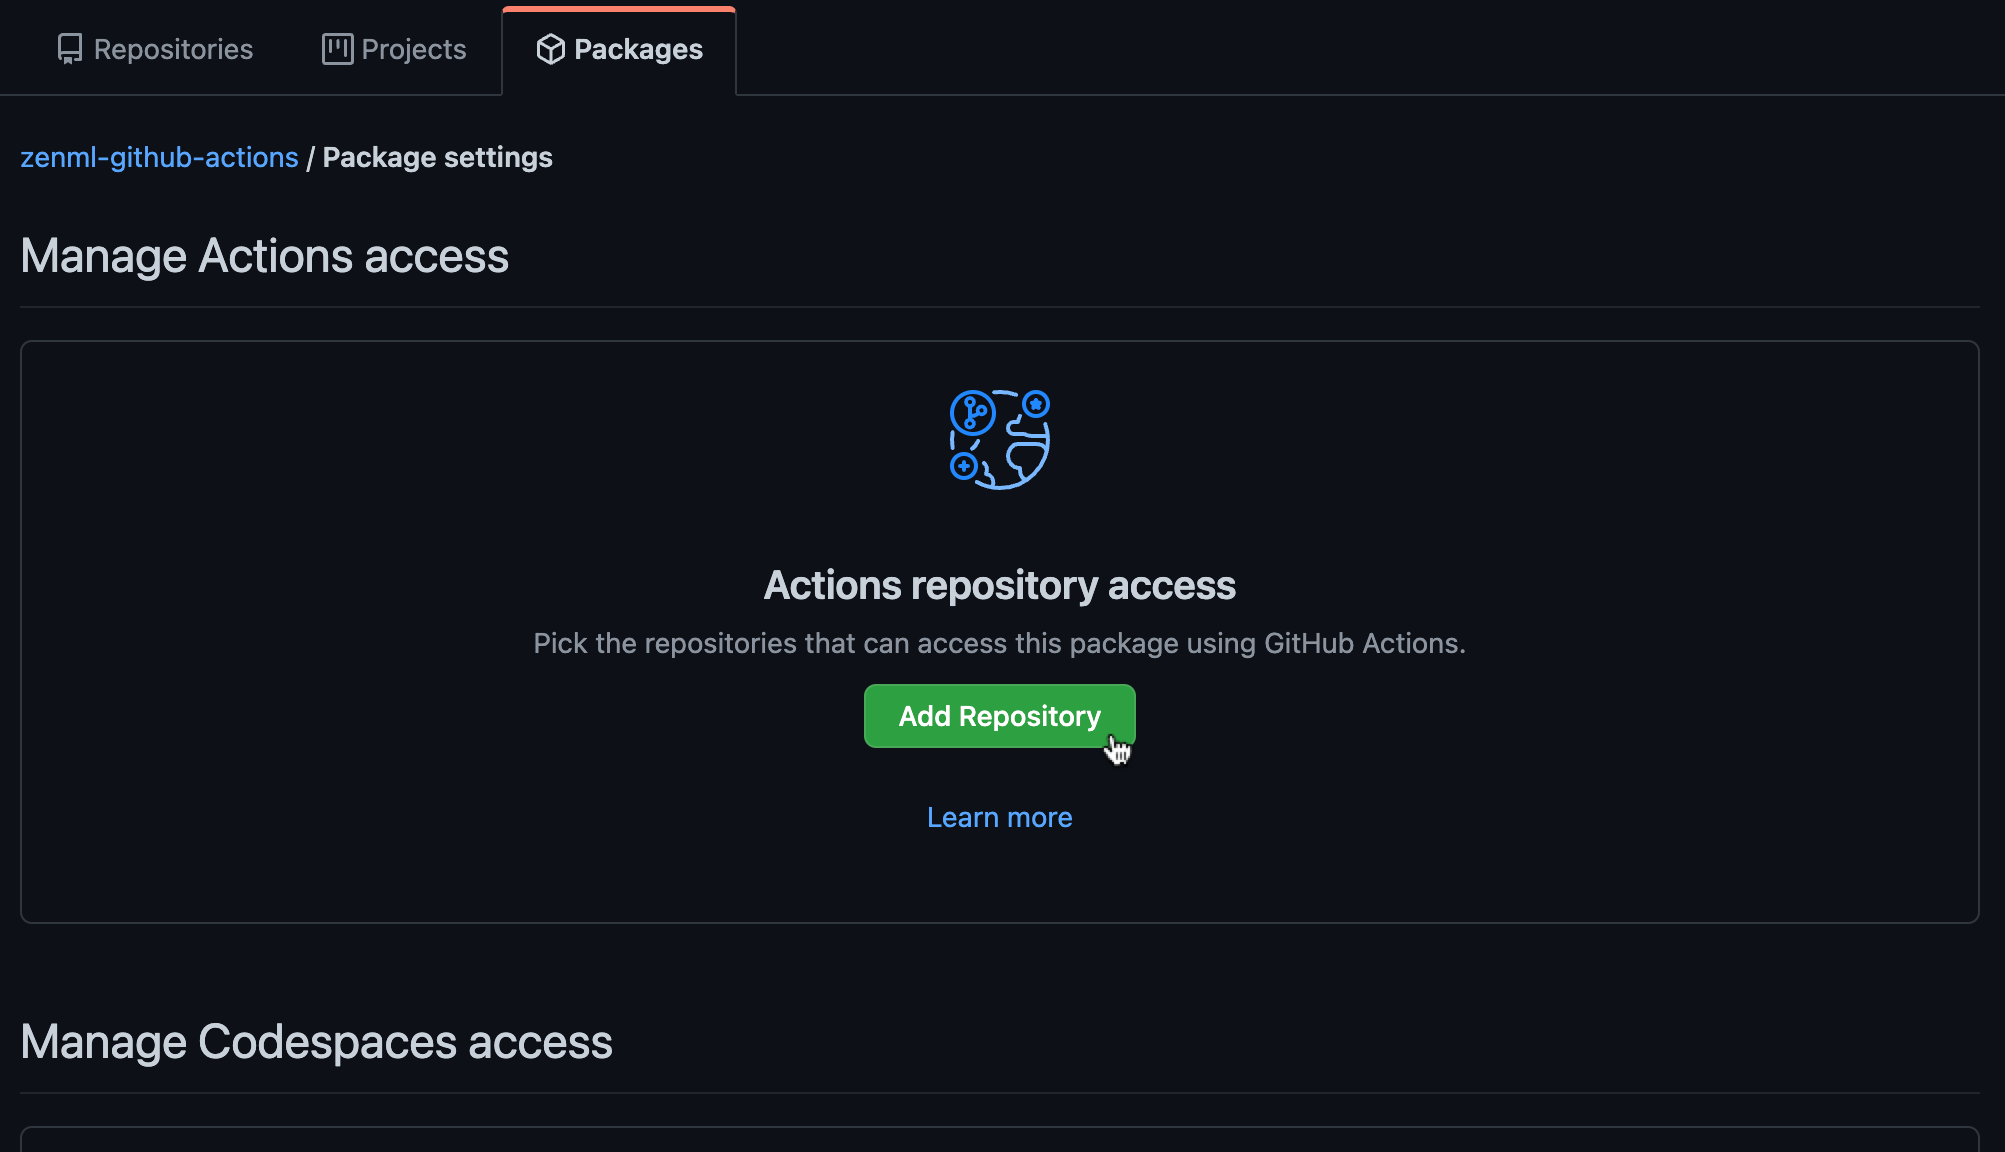 Repositories Projects Packages
zenml-github-actions / Package settings
Manage Actions access
Actions repository access
Pick the repositories that can access this package using GitHub Actions.
Add Repository
Learn more
Manage Codespaces access